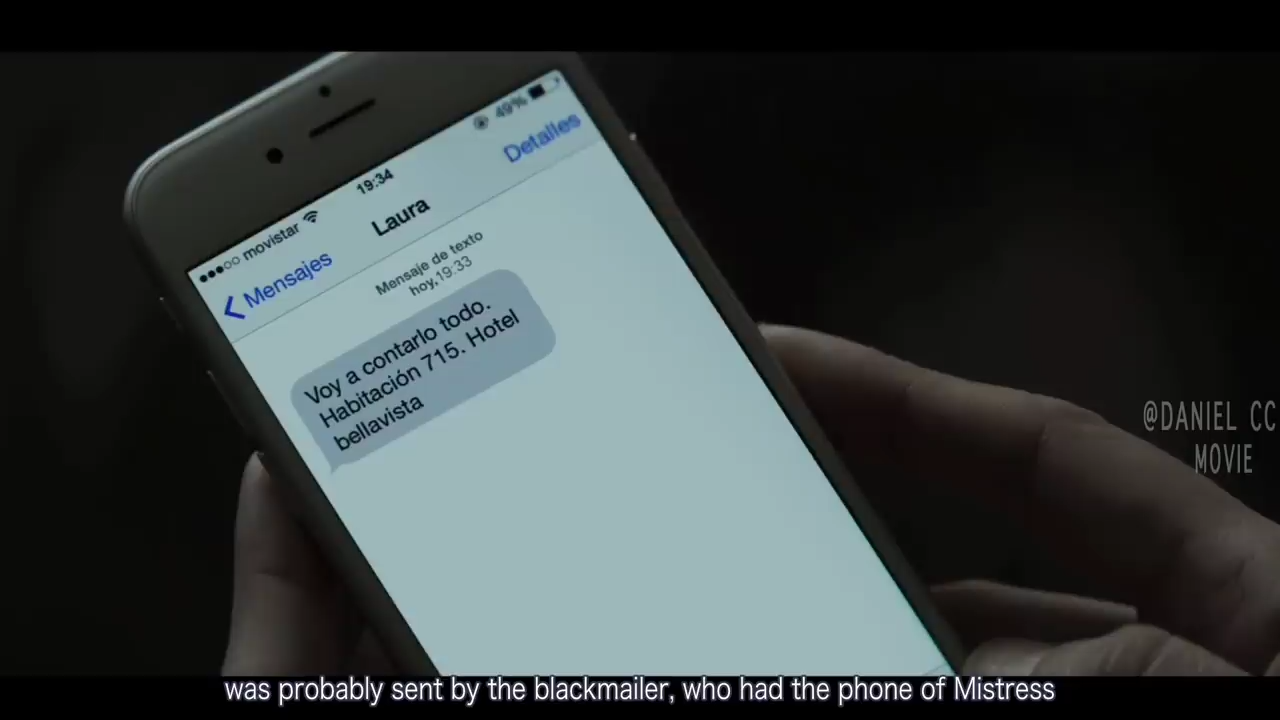 ●●●○○ movistar 19:34 49%
< Mensajes Laura Detalles
Mensaje de texto
hoy,19:33
Voy a contarlo todo.
Habitación 715. Hotel
bellavista
@DANIEL CC
MOVIE
was probably sent by the blackmailer, who had the phone of Mistress